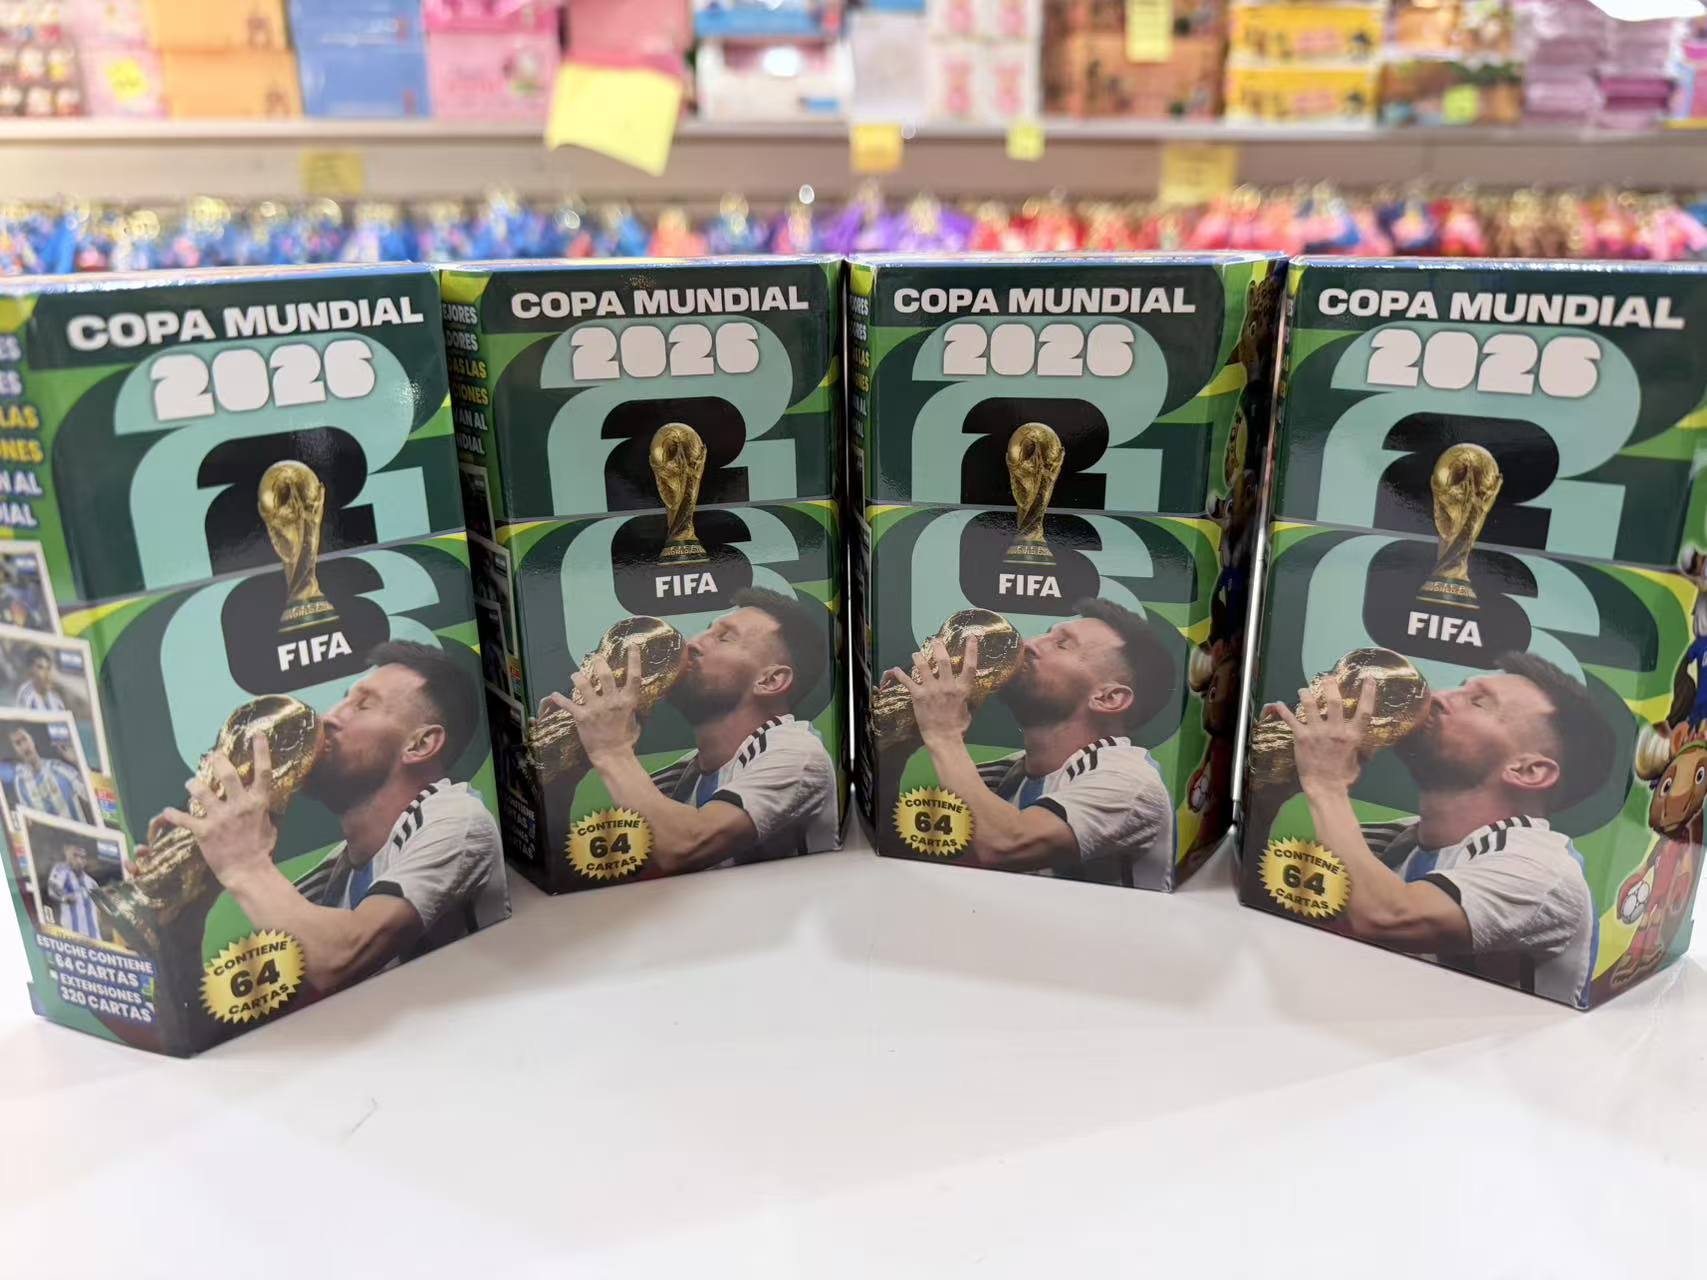 COPA MUNDIAL
2026
FIFA
CONTIENE
64
CARTAS
ESTUCHE CONTIENE
64 CARTAS
+ EXTENSIONES
320 CARTAS
COPA MUNDIAL
2026
FIFA
CONTIENE
64
CARTAS
COPA MUNDIAL
2026
FIFA
CONTIENE
64
CARTAS
COPA MUNDIAL
2026
FIFA
CONTIENE
64
CARTAS